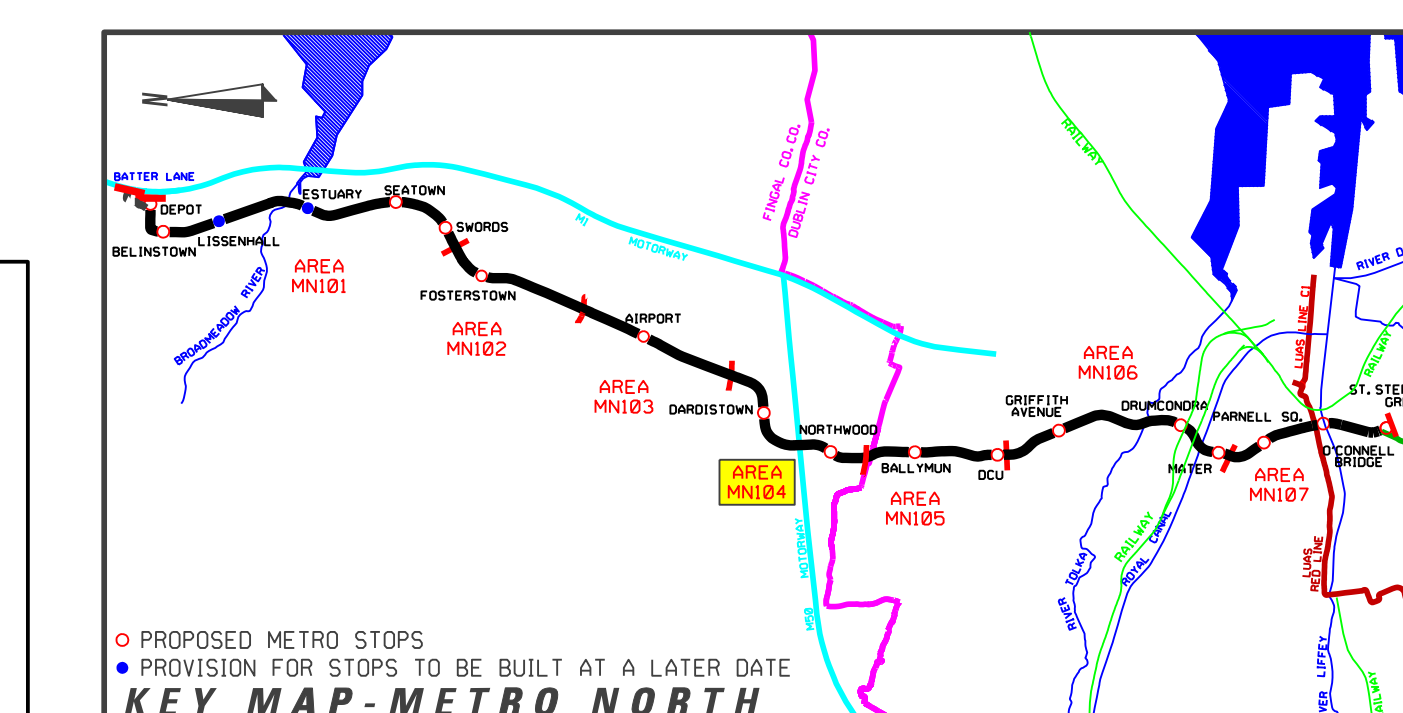 N
BATTER LANE
DEPOT
BELINSTOWN
LISSENHALL
ESTUARY
SEATOWN
SWORDS
FOSTERSTOWN
BROADMEADOW RIVER
AREA
MN101
AREA
MN102
AIRPORT
AREA
MN103
M1
MOTORWAY
FINGAL CO. CO.
DUBLIN CITY CO.
DARDISTOWN
NORTHWOOD
AREA
MN104
MOTORWAY
M50
BALLYMUN
AREA
MN105
DCU
GRIFFITH
AVENUE
AREA
MN106
RAILWAY
DRUMCONDRA
MATER
PARNELL SQ.
AREA
MN107
LUAS LINE C1
RIVER D
RAILWAY
ST. STE
GR
O'CONNELL
BRIDGE
RAILWAY
ROYAL CANAL
RIVER TOLKA
LUAS
RED LINE
VER LIFFEY
AILWAY
PROPOSED METRO STOPS
PROVISION FOR STOPS TO BE BUILT AT A LATER DATE
KEY MAP-METRO NORTH